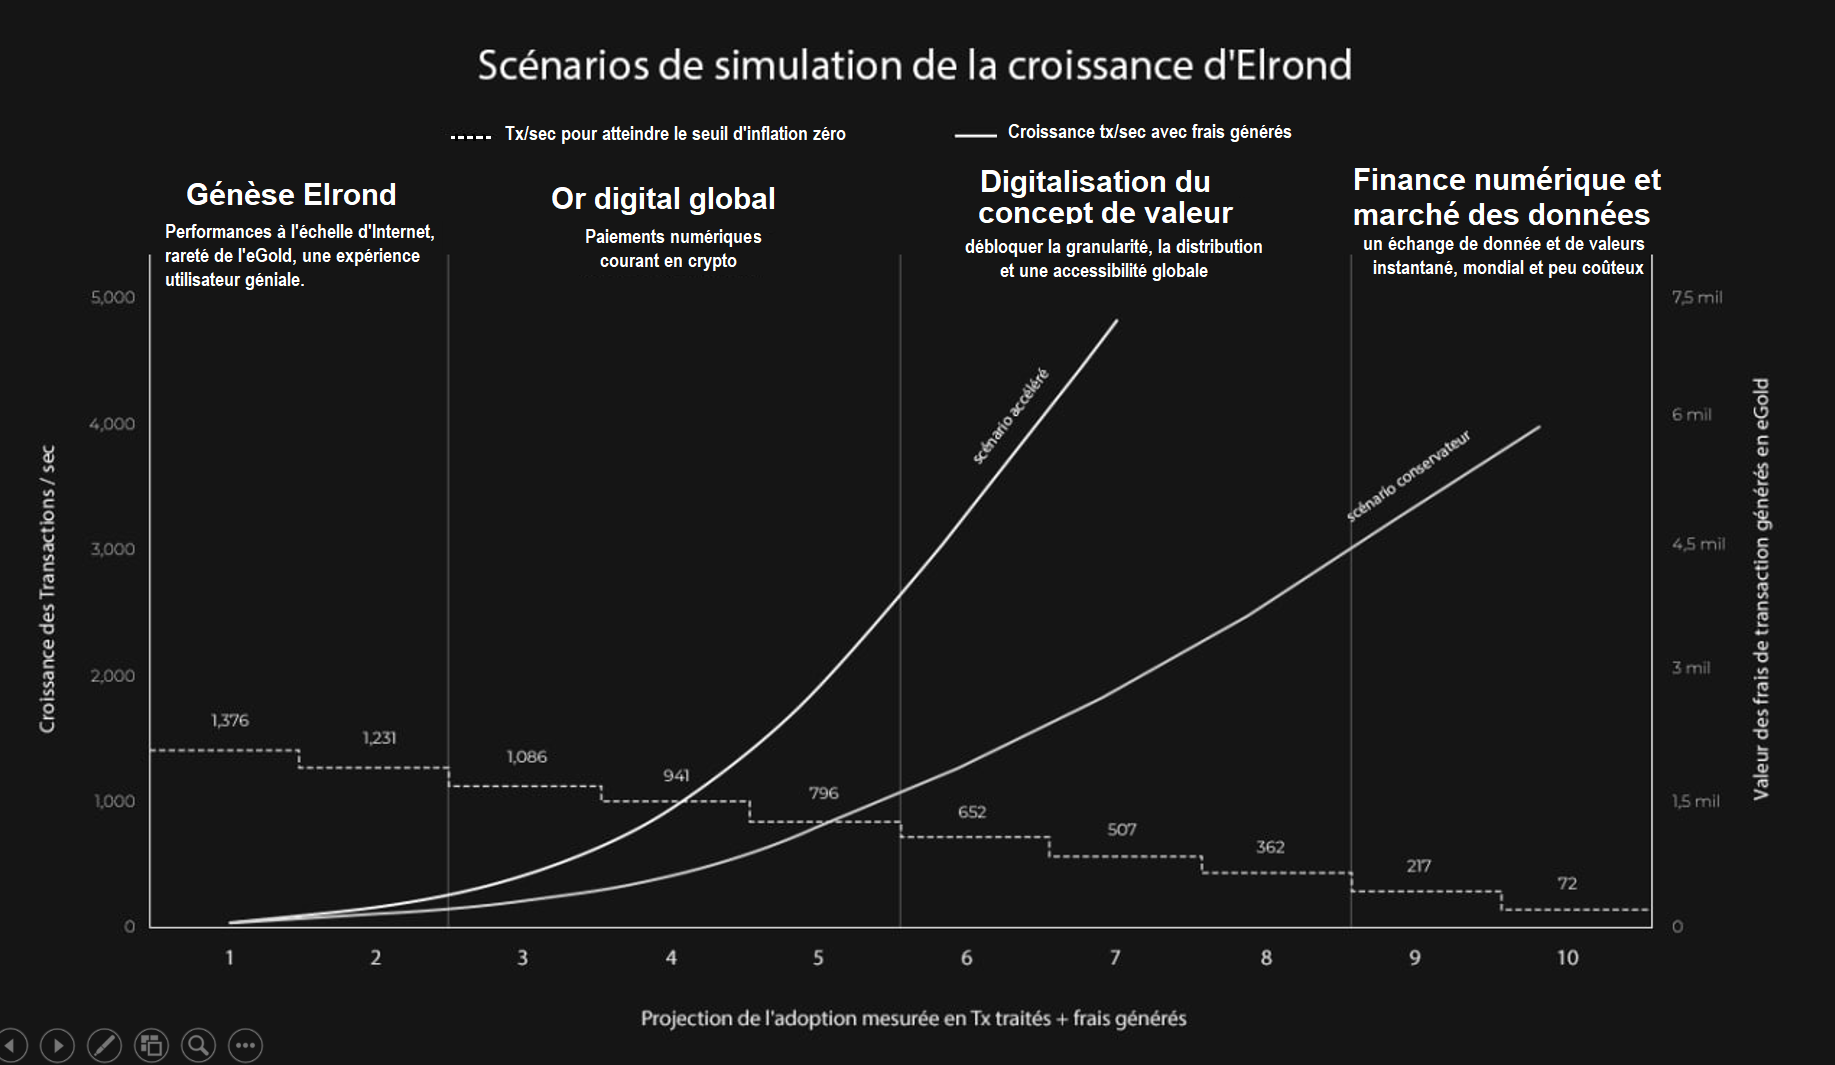 Scénarios de simulation de la croissance d'Elrond
Tx/sec pour atteindre le seuil d'inflation zéro
Croissance tx/sec avec frais générés
Génèse Elrond
Performances à l'échelle d'Internet,
rareté de l'eGold, une expérience
utilisateur géniale.
Or digital global
Paiements numériques
courant en crypto
Digitalisation du
concept de valeur
débloquer la granularité, la distribution
et une accessibilité globale
Finance numérique et
marché des données
un échange de donnée et de valeurs
instantané, mondial et peu coûteux
Croissance des Transactions / sec
5,000
4,000
3,000
2,000
1,000
0
scénario accéléré
scénario conservateur
1,376
1,231
1,086
941
796
652
507
362
217
72
7,5 mil
6 mil
4,5 mil
3 mil
1,5 mil
0
Valeur des frais de transaction générés en eGold
1
2
3
4
5
6
7
8
9
10
Projection de l'adoption mesurée en Tx traités + frais générés